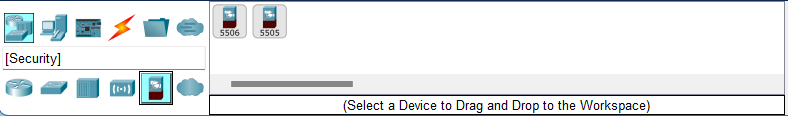 5506 5505
[Security]
(Select a Device to Drag and Drop to the Workspace)